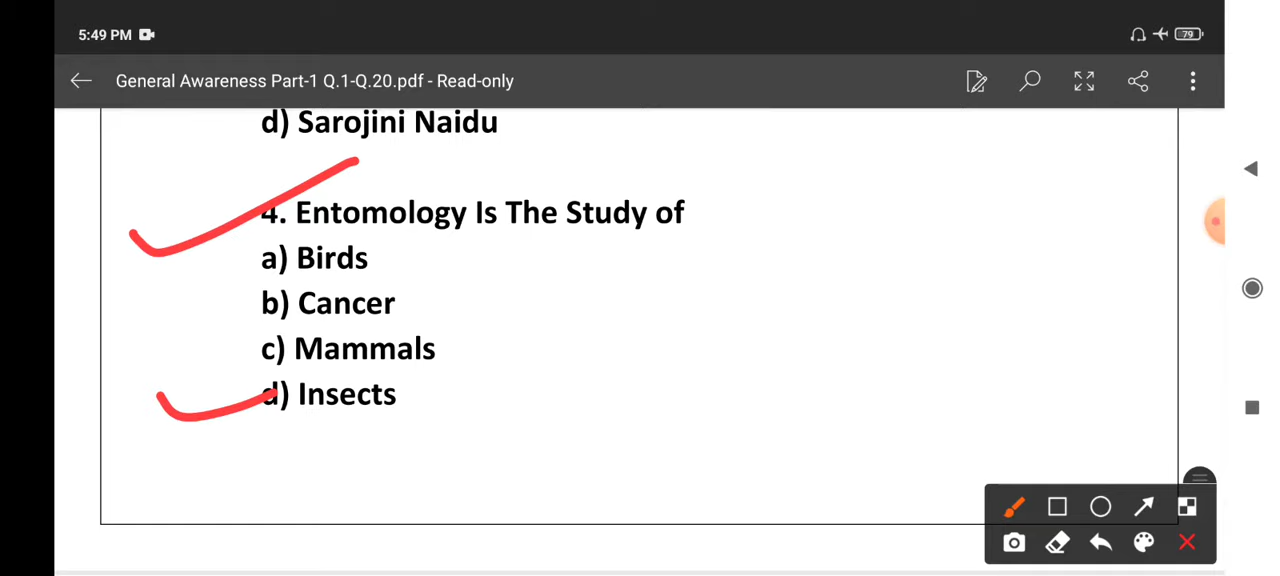 5:49 PM
79
General Awareness Part-1 Q.1-Q.20.pdf - Read-only
d) Sarojini Naidu
4. Entomology Is The Study of
a) Birds
b) Cancer
c) Mammals
d) Insects